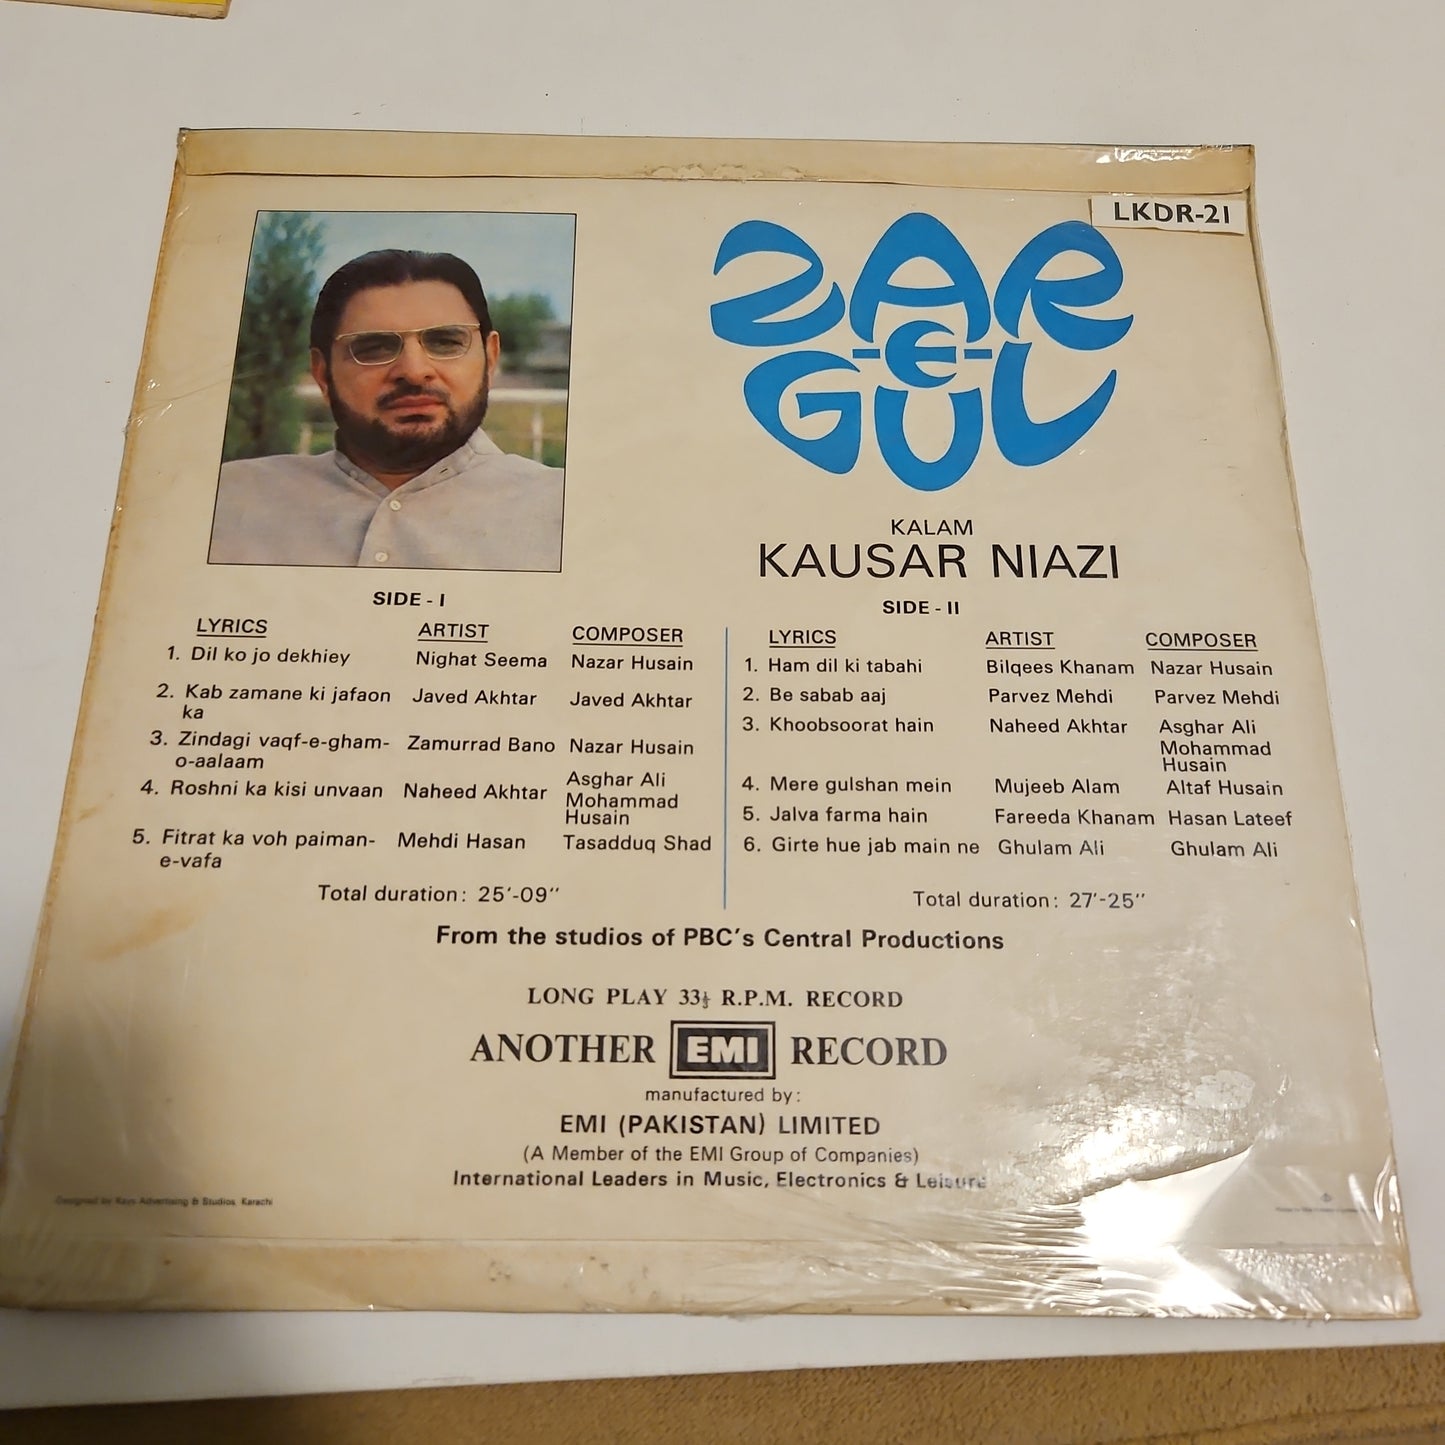 LKDR-21
ZAR
-E-
GUL
KALAM
KAUSAR NIAZI
SIDE - I
LYRICS ARTIST COMPOSER
1. Dil ko jo dekhiey Nighat Seema Nazar Husain
2. Kab zamane ki jafaon Javed Akhtar Javed Akhtar
ka
3. Zindagi vaqf-e-gham- Zamurrad Bano Nazar Husain
o-aalaam
4. Roshni ka kisi unvaan Naheed Akhtar Asghar Ali
Mohammad
Husain
5. Fitrat ka voh paiman- Mehdi Hasan Tasadduq Shad
e-vafa
Total duration: 25'-09"
SIDE - II
LYRICS ARTIST COMPOSER
1. Ham dil ki tabahi Bilqees Khanam Nazar Husain
2. Be sabab aaj Parvez Mehdi Parvez Mehdi
3. Khoobsoorat hain Naheed Akhtar Asghar Ali
Mohammad
Husain
4. Mere gulshan mein Mujeeb Alam Altaf Husain
5. Jalva farma hain Fareeda Khanam Hasan Lateef
6. Girte hue jab main ne Ghulam Ali Ghulam Ali
Total duration: 27'-25"
From the studios of PBC's Central Productions
LONG PLAY 33⅓ R.P.M. RECORD
ANOTHER EMI RECORD
manufactured by:
EMI (PAKISTAN) LIMITED
(A Member of the EMI Group of Companies)
International Leaders in Music, Electronics & Leisure
Designed by Kays Advertising & Studios, Karachi